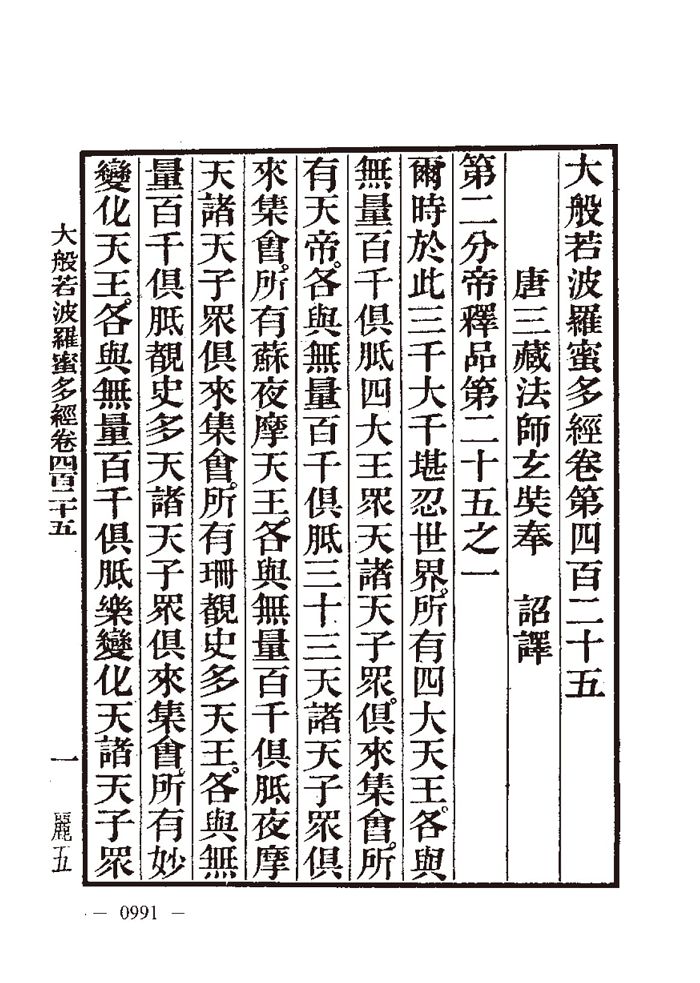 大般若波羅蜜多經卷第四百二十五
唐三藏法師玄奘奉　詔譯
第二分帝釋品第二十五之一
爾時於此三千大千堪忍世界。所有四大天王。各與
無量百千俱胝四大王眾天諸天子眾。俱來集會。所
有天帝。各與無量百千俱胝三十三天諸天子眾俱
來集會。所有蘇夜摩天王。各與無量百千俱胝夜摩
天諸天子眾俱來集會。所有珊覩史多天王。各與無
量百千俱胝覩史多天諸天子眾俱來集會。所有妙
變化天王。各與無量百千俱胝樂變化天諸天子眾
大般若波羅蜜多經卷四百二十五
一
麗五
— 0991 —